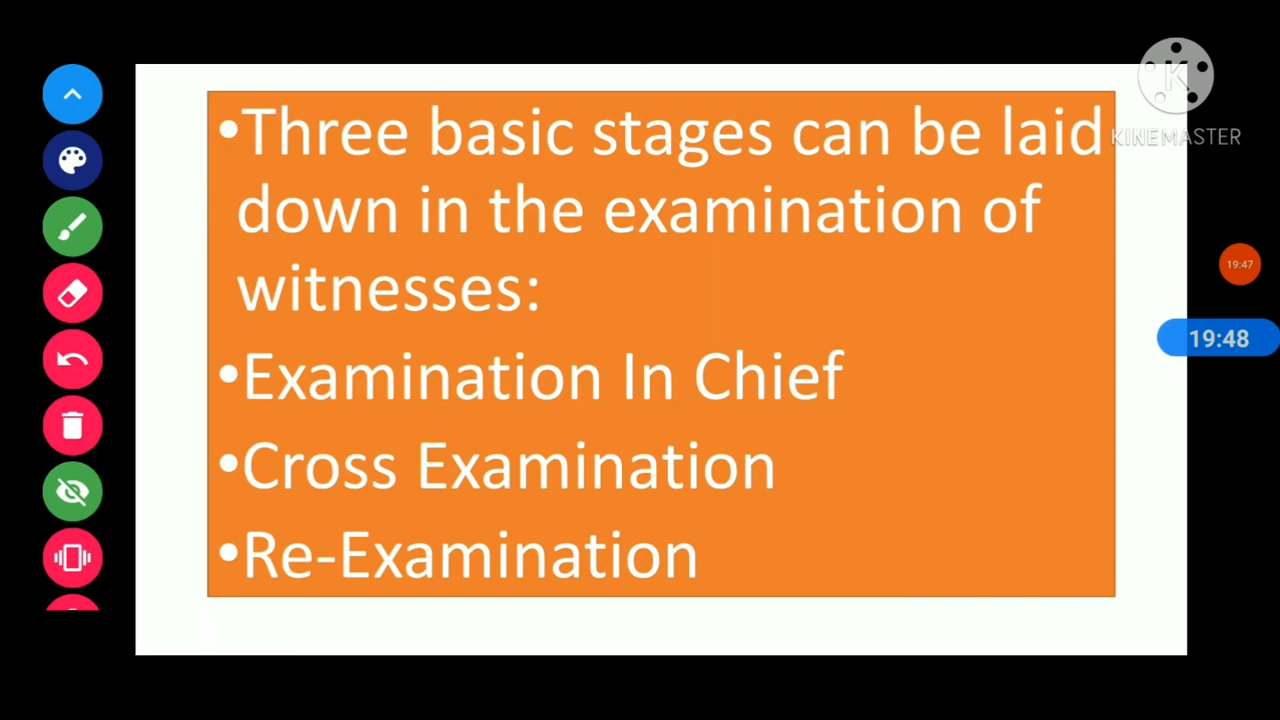 •Three basic stages can be laid
down in the examination of
witnesses:
•Examination In Chief
•Cross Examination
•Re-Examination
K
KINEMASTER
19:47
19:48